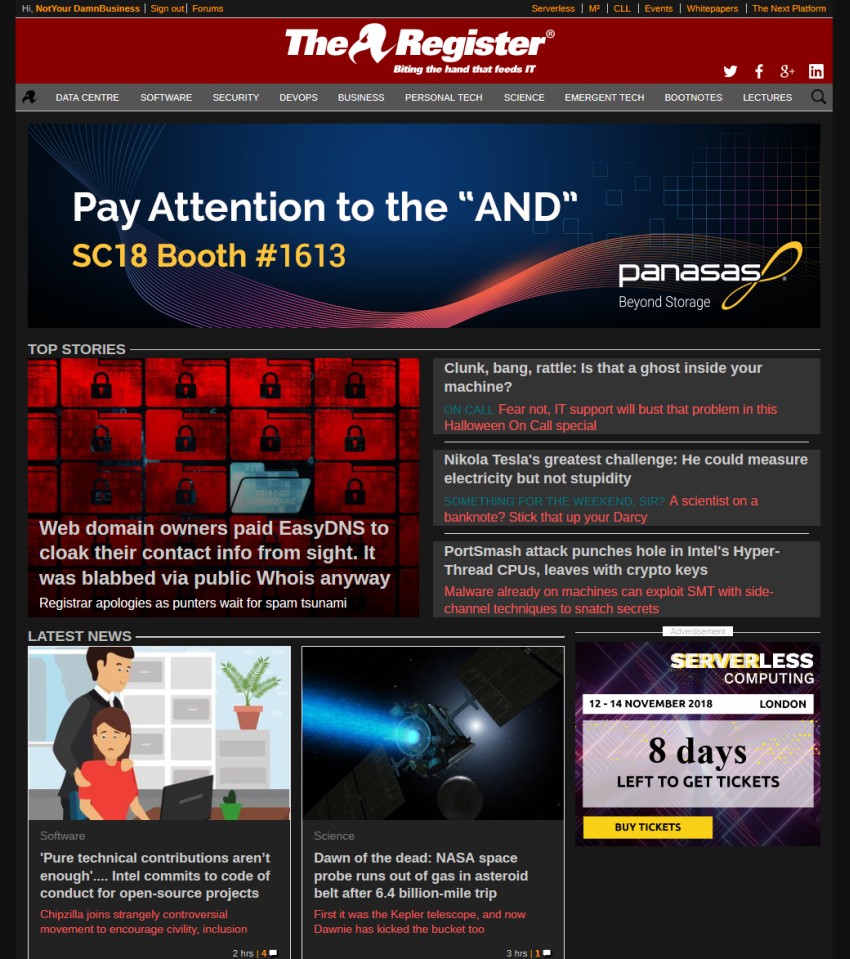 Hi, NotYour DamnBusiness | Sign out | Forums
Serverless | M³ | CLL | Events | Whitepapers | The Next Platform
The Register®
Biting the hand that feeds IT
DATA CENTRE SOFTWARE SECURITY DEVOPS BUSINESS PERSONAL TECH SCIENCE EMERGENT TECH BOOTNOTES LECTURES
Pay Attention to the “AND”
SC18 Booth #1613
panasas
Beyond Storage
TOP STORIES
Web domain owners paid EasyDNS to
cloak their contact info from sight. It
was blabbed via public Whois anyway
Registrar apologies as punters wait for spam tsunami
Clunk, bang, rattle: Is that a ghost inside your
machine?
ON CALL Fear not, IT support will bust that problem in this
Halloween On Call special
Nikola Tesla's greatest challenge: He could measure
electricity but not stupidity
SOMETHING FOR THE WEEKEND, SIR? A scientist on a
banknote? Stick that up your Darcy
PortSmash attack punches hole in Intel's Hyper-
Thread CPUs, leaves with crypto keys
Malware already on machines can exploit SMT with side-
channel techniques to snatch secrets
LATEST NEWS
Software
'Pure technical contributions aren’t
enough'.... Intel commits to code of
conduct for open-source projects
Chipzilla joins strangely controversial
movement to encourage civility, inclusion
2 hrs | 4
Science
Dawn of the dead: NASA space
probe runs out of gas in asteroid
belt after 6.4 billion-mile trip
First it was the Kepler telescope, and now
Dawnie has kicked the bucket too
3 hrs | 1
Advertisement
SERVERLESS
COMPUTING
12 - 14 NOVEMBER 2018 LONDON
8 days
LEFT TO GET TICKETS
BUY TICKETS